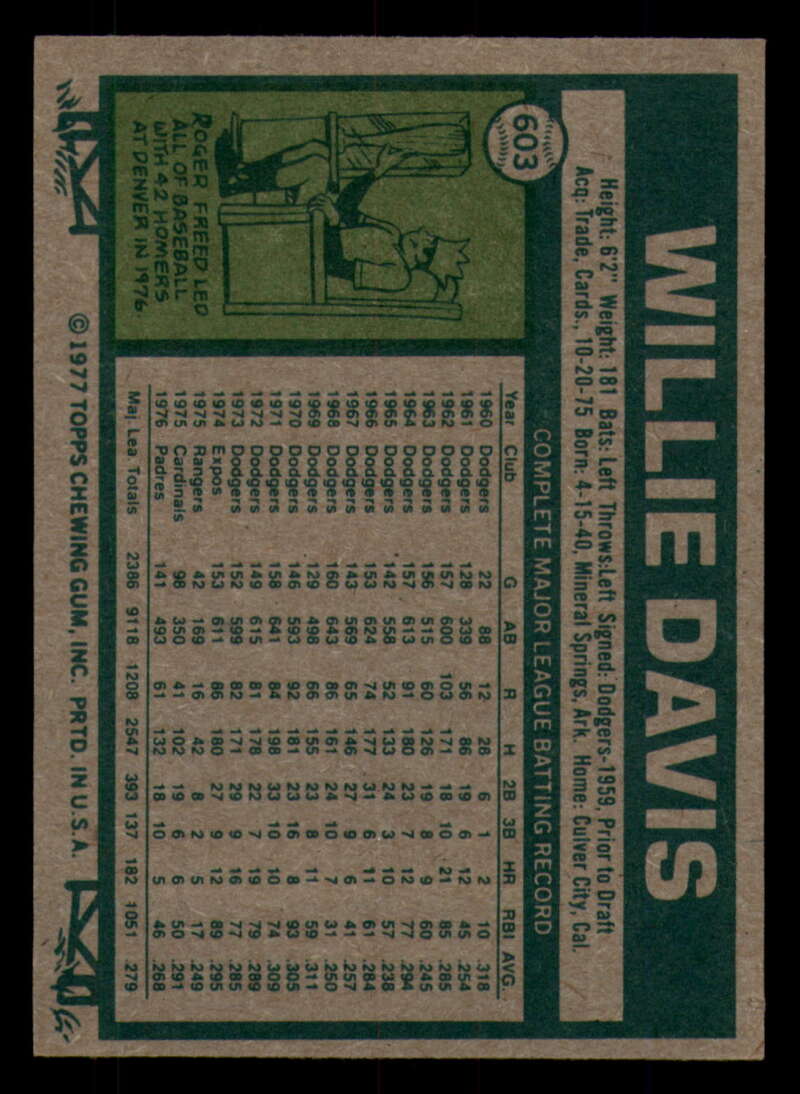 603
WILLIE DAVIS
Height: 6'2" Weight: 181 Bats: Left Throws: Left Signed: Dodgers-1959, Prior to Draft
Acq: Trade, Cards., 10-20-75 Born: 4-15-40, Mineral Springs, Ark. Home: Culver City, Cal.
COMPLETE MAJOR LEAGUE BATTING RECORD
Year Club G AB R H 2B 3B HR RBI AVG.
1960 Dodgers 22 88 12 28 6 1 2 10 .318
1961 Dodgers 128 339 56 86 19 6 12 45 .254
1962 Dodgers 157 600 103 171 18 10 21 85 .285
1963 Dodgers 156 515 60 126 19 8 9 60 .245
1964 Dodgers 157 613 91 180 23 7 12 77 .294
1965 Dodgers 142 558 52 133 24 3 10 57 .238
1966 Dodgers 153 624 74 177 31 6 11 61 .284
1967 Dodgers 143 569 65 146 27 9 6 41 .257
1968 Dodgers 160 643 86 161 24 10 7 31 .250
1969 Dodgers 129 498 66 155 23 8 11 59 .311
1970 Dodgers 146 593 92 181 23 16 8 93 .305
1971 Dodgers 158 641 84 198 33 10 10 74 .309
1972 Dodgers 149 615 81 178 22 7 19 79 .289
1973 Dodgers 152 599 82 171 29 9 16 77 .285
1974 Expos 153 611 86 180 27 9 12 89 .295
1975 Rangers 42 169 16 42 8 2 5 17 .249
1975 Cardinals 98 350 41 102 19 6 6 50 .291
1976 Padres 141 493 61 132 18 10 5 46 .268
Maj. Lea. Totals 2386 9118 1208 2547 393 137 182 1051 .279
ROGER FREED LED
ALL OF BASEBALL
WITH 42 HOMERS
AT DENVER IN 1976.
© 1977 TOPPS CHEWING GUM, INC. PRTD. IN U.S.A.